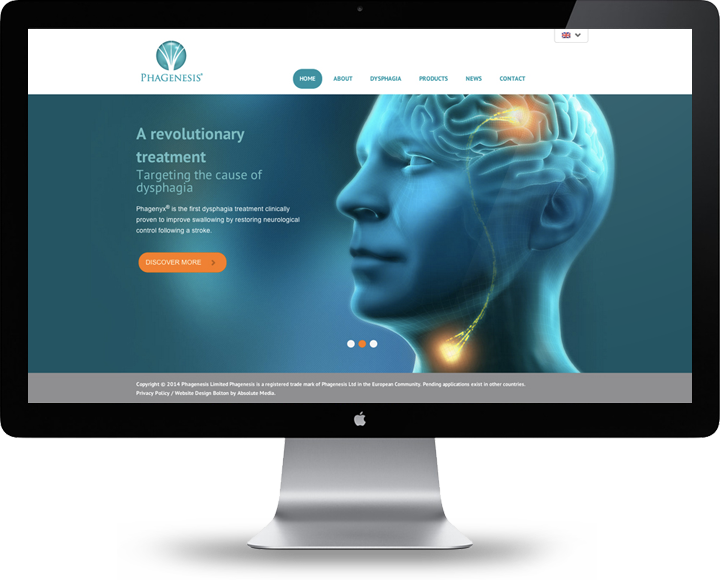 PHAGENESIS®
HOME ABOUT DYSPHAGIA PRODUCTS NEWS CONTACT
A revolutionary
treatment
Targeting the cause of
dysphagia
Phagenyx® is the first dysphagia treatment clinically
proven to improve swallowing by restoring neurological
control following a stroke.
DISCOVER MORE
Copyright © 2014 Phagenesis Limited Phagenesis is a registered trade mark of Phagenesis Ltd in the European Community. Pending applications exist in other countries.
Privacy Policy / Website Design Bolton by Absolute Media.